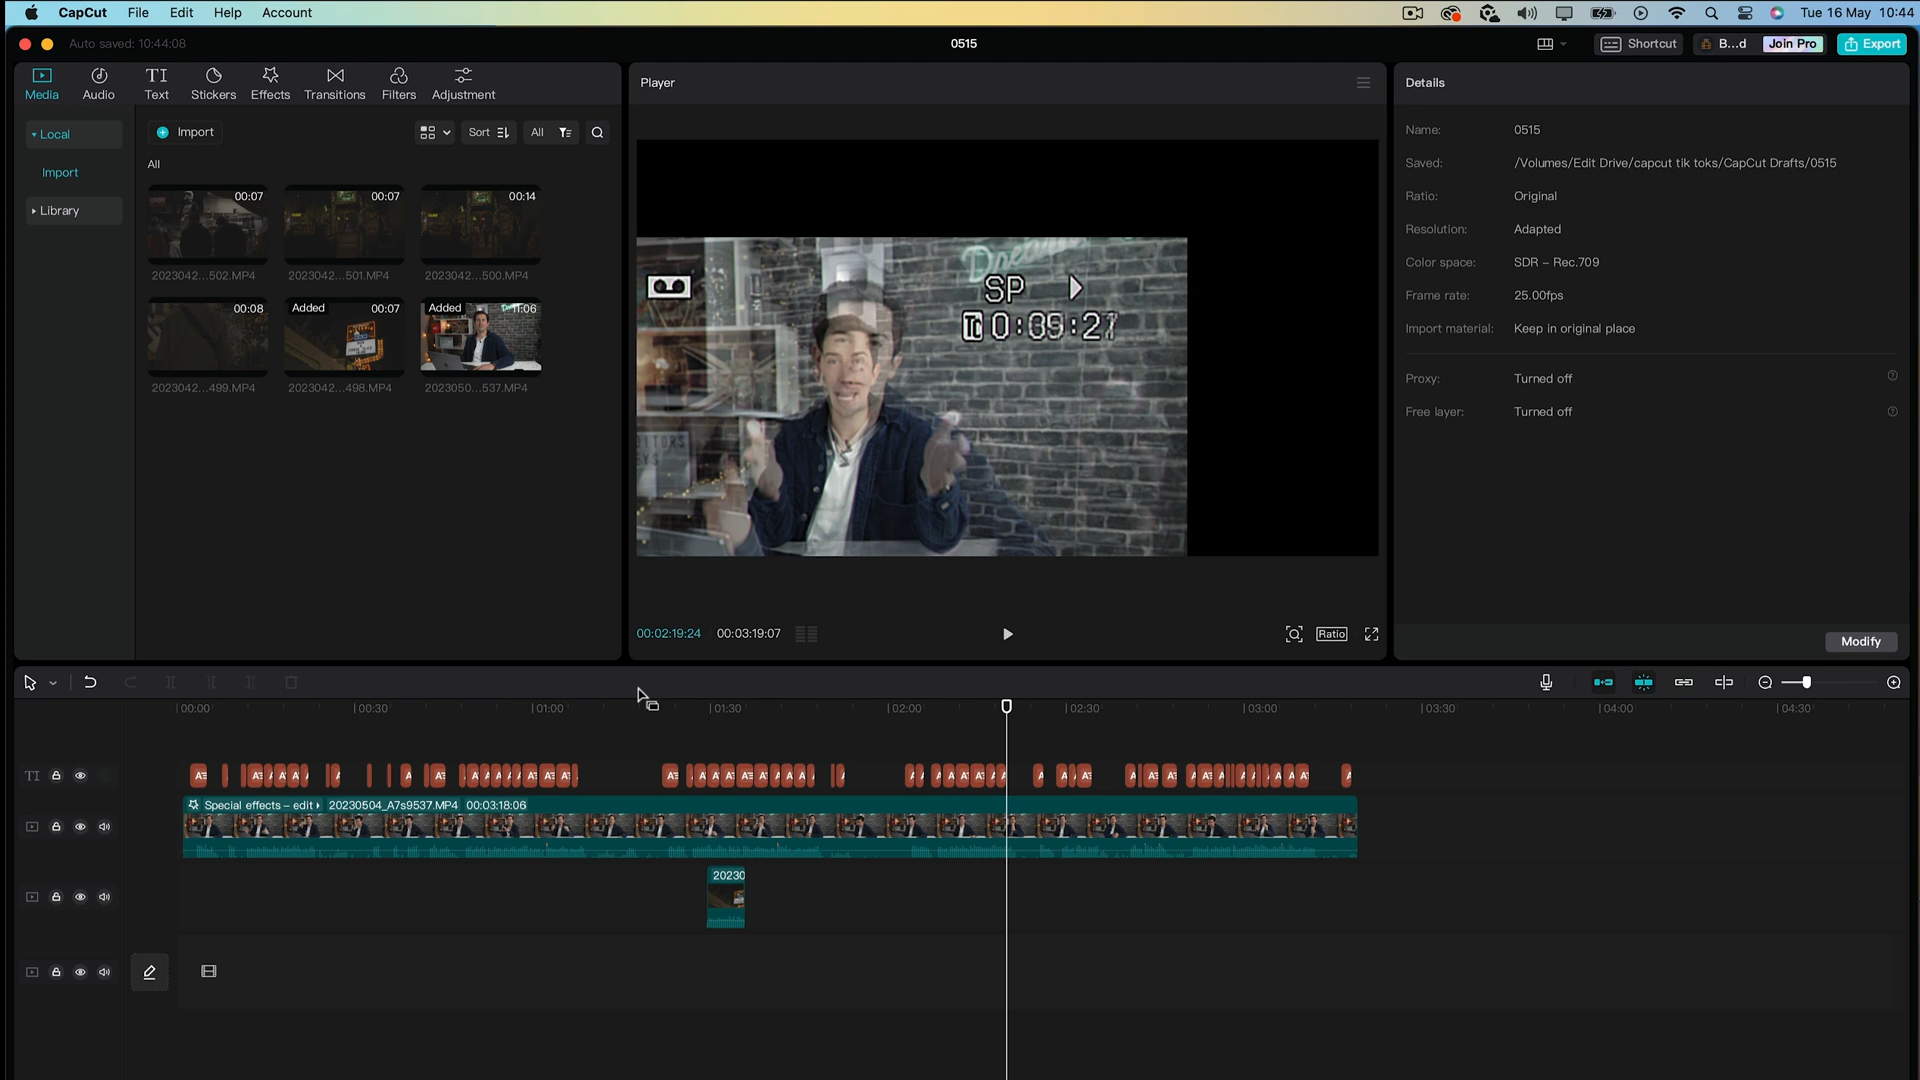 CapCut File Edit Help Account Tue 16 May 10:44
Auto saved: 10:44:08 0515 Shortcut B...d Join Pro Export
Media Audio TI Text Stickers Effects Transitions Filters Adjustment
Local
Import
Library
Import Sort All
All
00:07 00:07 00:14
2023042...502.MP4 2023042...501.MP4 2023042...500.MP4
00:08 Added 00:07 Added 11:06
2023042...499.MP4 2023042...498.MP4 2023050...537.MP4
Player
SP
TC 0:09:27
00:02:19:24 00:03:19:07 Ratio
Details
Name: 0515
Saved: /Volumes/Edit Drive/capcut tik toks/CapCut Drafts/0515
Ratio: Original
Resolution: Adapted
Color space: SDR – Rec.709
Frame rate: 25.00fps
Import material: Keep in original place
Proxy: Turned off
Free layer: Turned off
Modify
00:00 00:30 01:00 01:30 02:00 02:30 03:00 03:30 04:00 04:30
Special effects – edit 20230504_A7s9537.MP4 00:03:18:06
20230